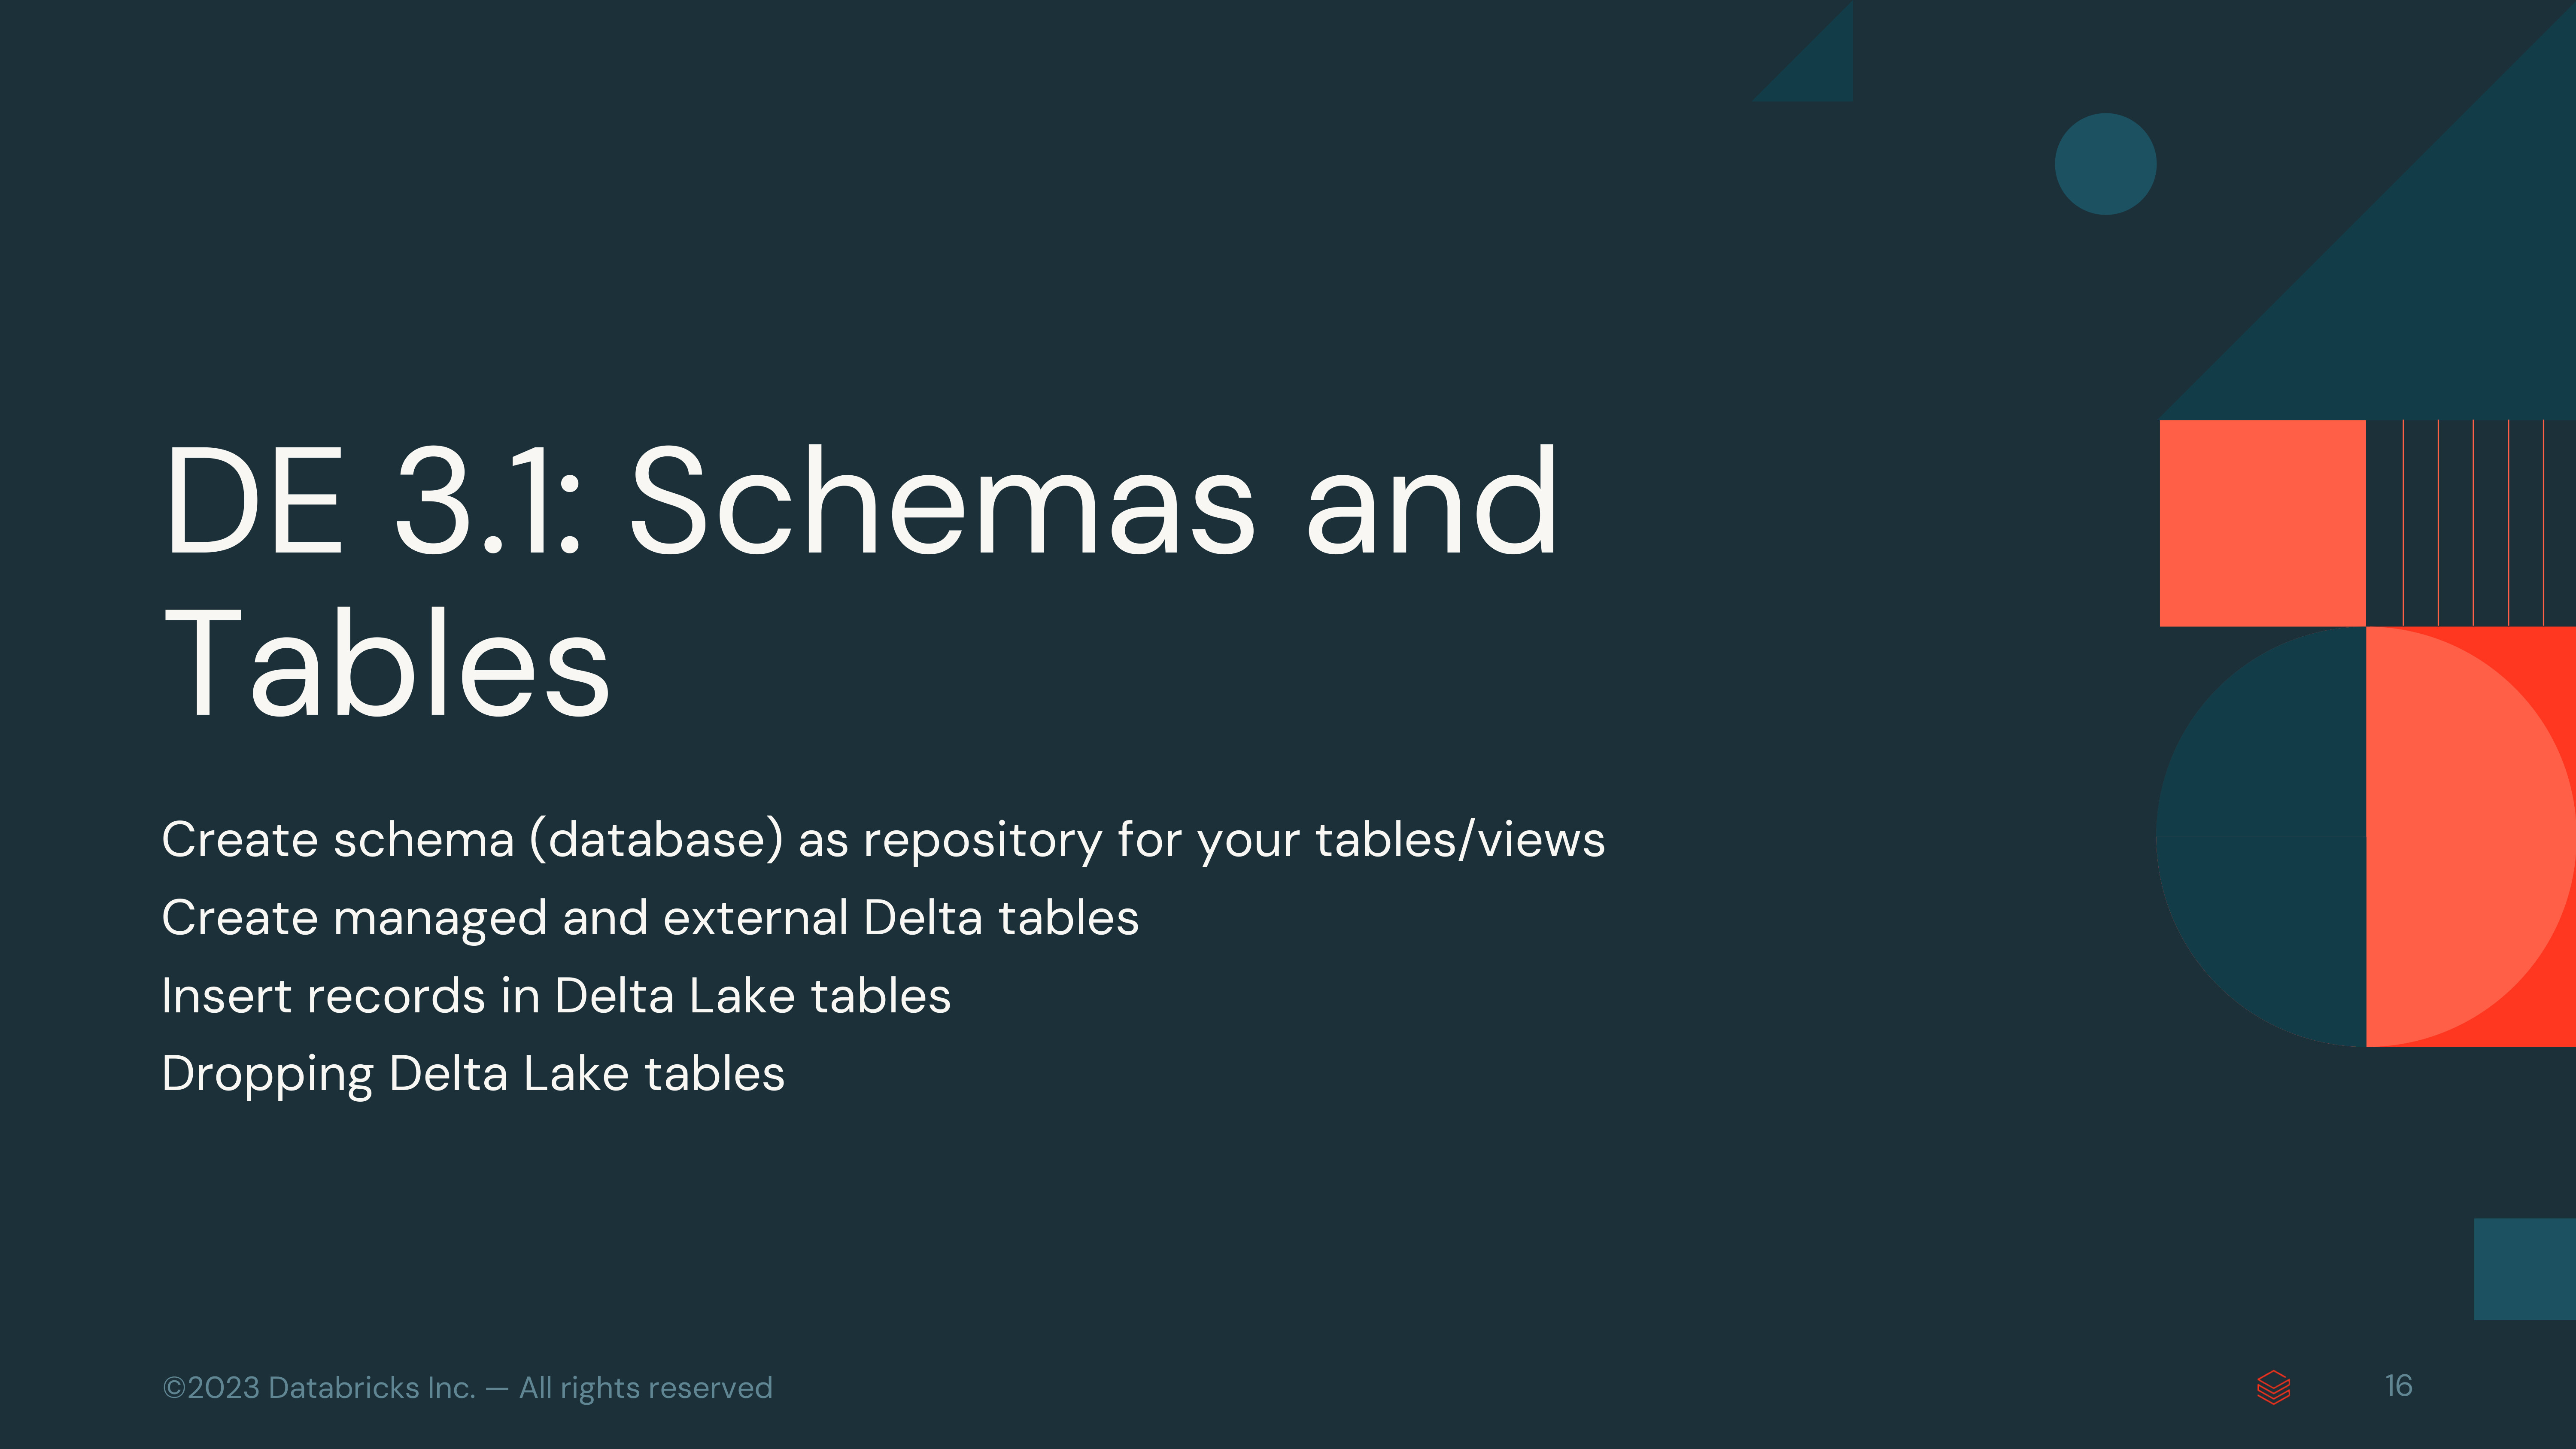 DE 3.1: Schemas and
Tables
Create schema (database) as repository for your tables/views
Create managed and external Delta tables
Insert records in Delta Lake tables
Dropping Delta Lake tables
©2023 Databricks Inc. — All rights reserved
16